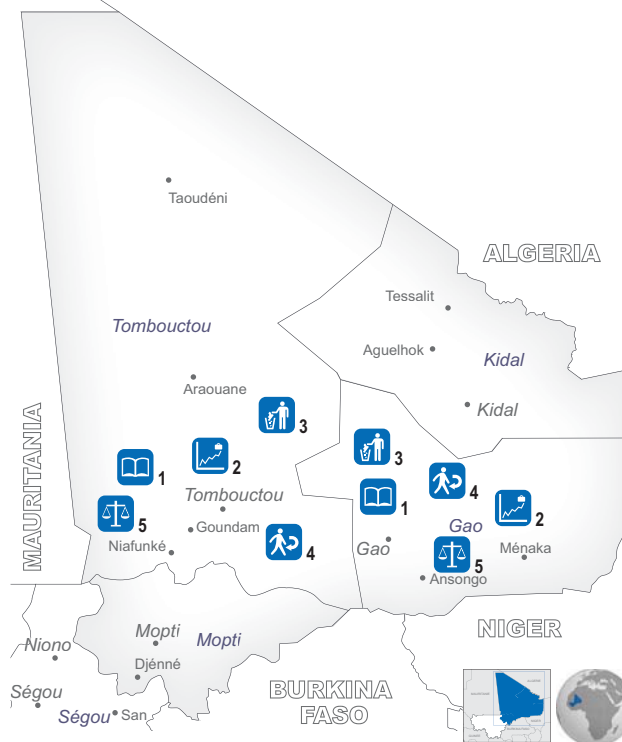 Taoudéni
ALGERIA
Tessalit
Tombouctou
Aguelhok
Kidal
Araouane
Kidal
MAURITANIA
3
3
2
1
4
1
2
Tombouctou
5
Gao
Goundam
Gao
Niafunké
4
5
Ménaka
Ansongo
NIGER
Mopti
Mopti
Niono
Djénné
BURKINA
FASO
Ségou
Ségou
San